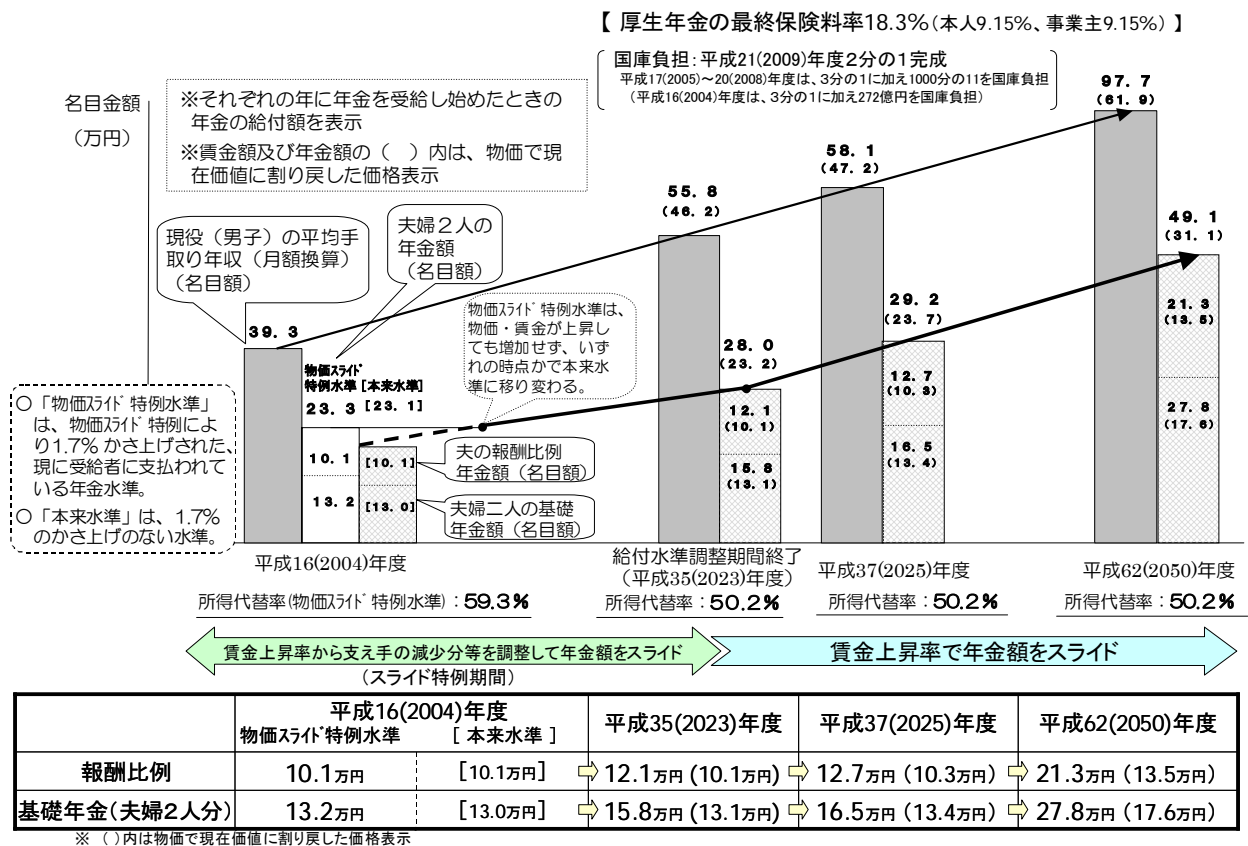 【 厚生年金の最終保険料率18.3%(本人9.15%、事業主9.15%) 】
国庫負担:平成21(2009)年度2分の1完成
平成17(2005)~20(2008)年度は、3分の1に加え1000分の11を国庫負担
(平成16(2004)年度は、3分の1に加え272億円を国庫負担)
名目金額
(万円)
※それぞれの年に年金を受給し始めたときの
年金の給付額を表示
※賃金額及び年金額の( )内は、物価で現
在価値に割り戻した価格表示
97.7
(61.9)
58.1
(47.2)
55.8
(46.2)
49.1
(31.1)
現役(男子)の平均手
取り年収(月額換算)
(名目額)
夫婦2人の
年金額
(名目額)
物価スライド特例水準は、
物価・賃金が上昇し
ても増加せず、いず
れの時点かで本来水
準に移り変わる。
39.3
29.2
(23.7)
28.0
(23.2)
21.3
(13.5)
物価スライド
特例水準 [本来水準]
23.3 [23.1]
12.7
(10.3)
12.1
(10.1)
27.8
(17.6)
○「物価スライド特例水準」
は、物価スライド特例によ
り1.7%かさ上げされた、
現に受給者に支払われて
いる年金水準。
○「本来水準」は、1.7%
のかさ上げのない水準。
10.1 [10.1]
夫の報酬比例
年金額(名目額)
16.5
(13.4)
15.8
(13.1)
13.2 [13.0]
夫婦二人の基礎
年金額(名目額)
平成16(2004)年度
給付水準調整期間終了
(平成35(2023)年度)
平成37(2025)年度
平成62(2050)年度
所得代替率(物価スライド特例水準):59.3%
所得代替率:50.2%
所得代替率:50.2%
所得代替率:50.2%
賃金上昇率から支え手の減少分等を調整して年金額をスライド
(スライド特例期間)
賃金上昇率で年金額をスライド
平成16(2004)年度
物価スライド特例水準 [ 本来水準 ]
平成35(2023)年度 平成37(2025)年度 平成62(2050)年度
報酬比例 10.1万円 [10.1万円] 12.1万円 (10.1万円) 12.7万円 (10.3万円) 21.3万円 (13.5万円)
基礎年金(夫婦2人分) 13.2万円 [13.0万円] 15.8万円 (13.1万円) 16.5万円 (13.4万円) 27.8万円 (17.6万円)
※ ( )内は物価で現在価値に割り戻した価格表示